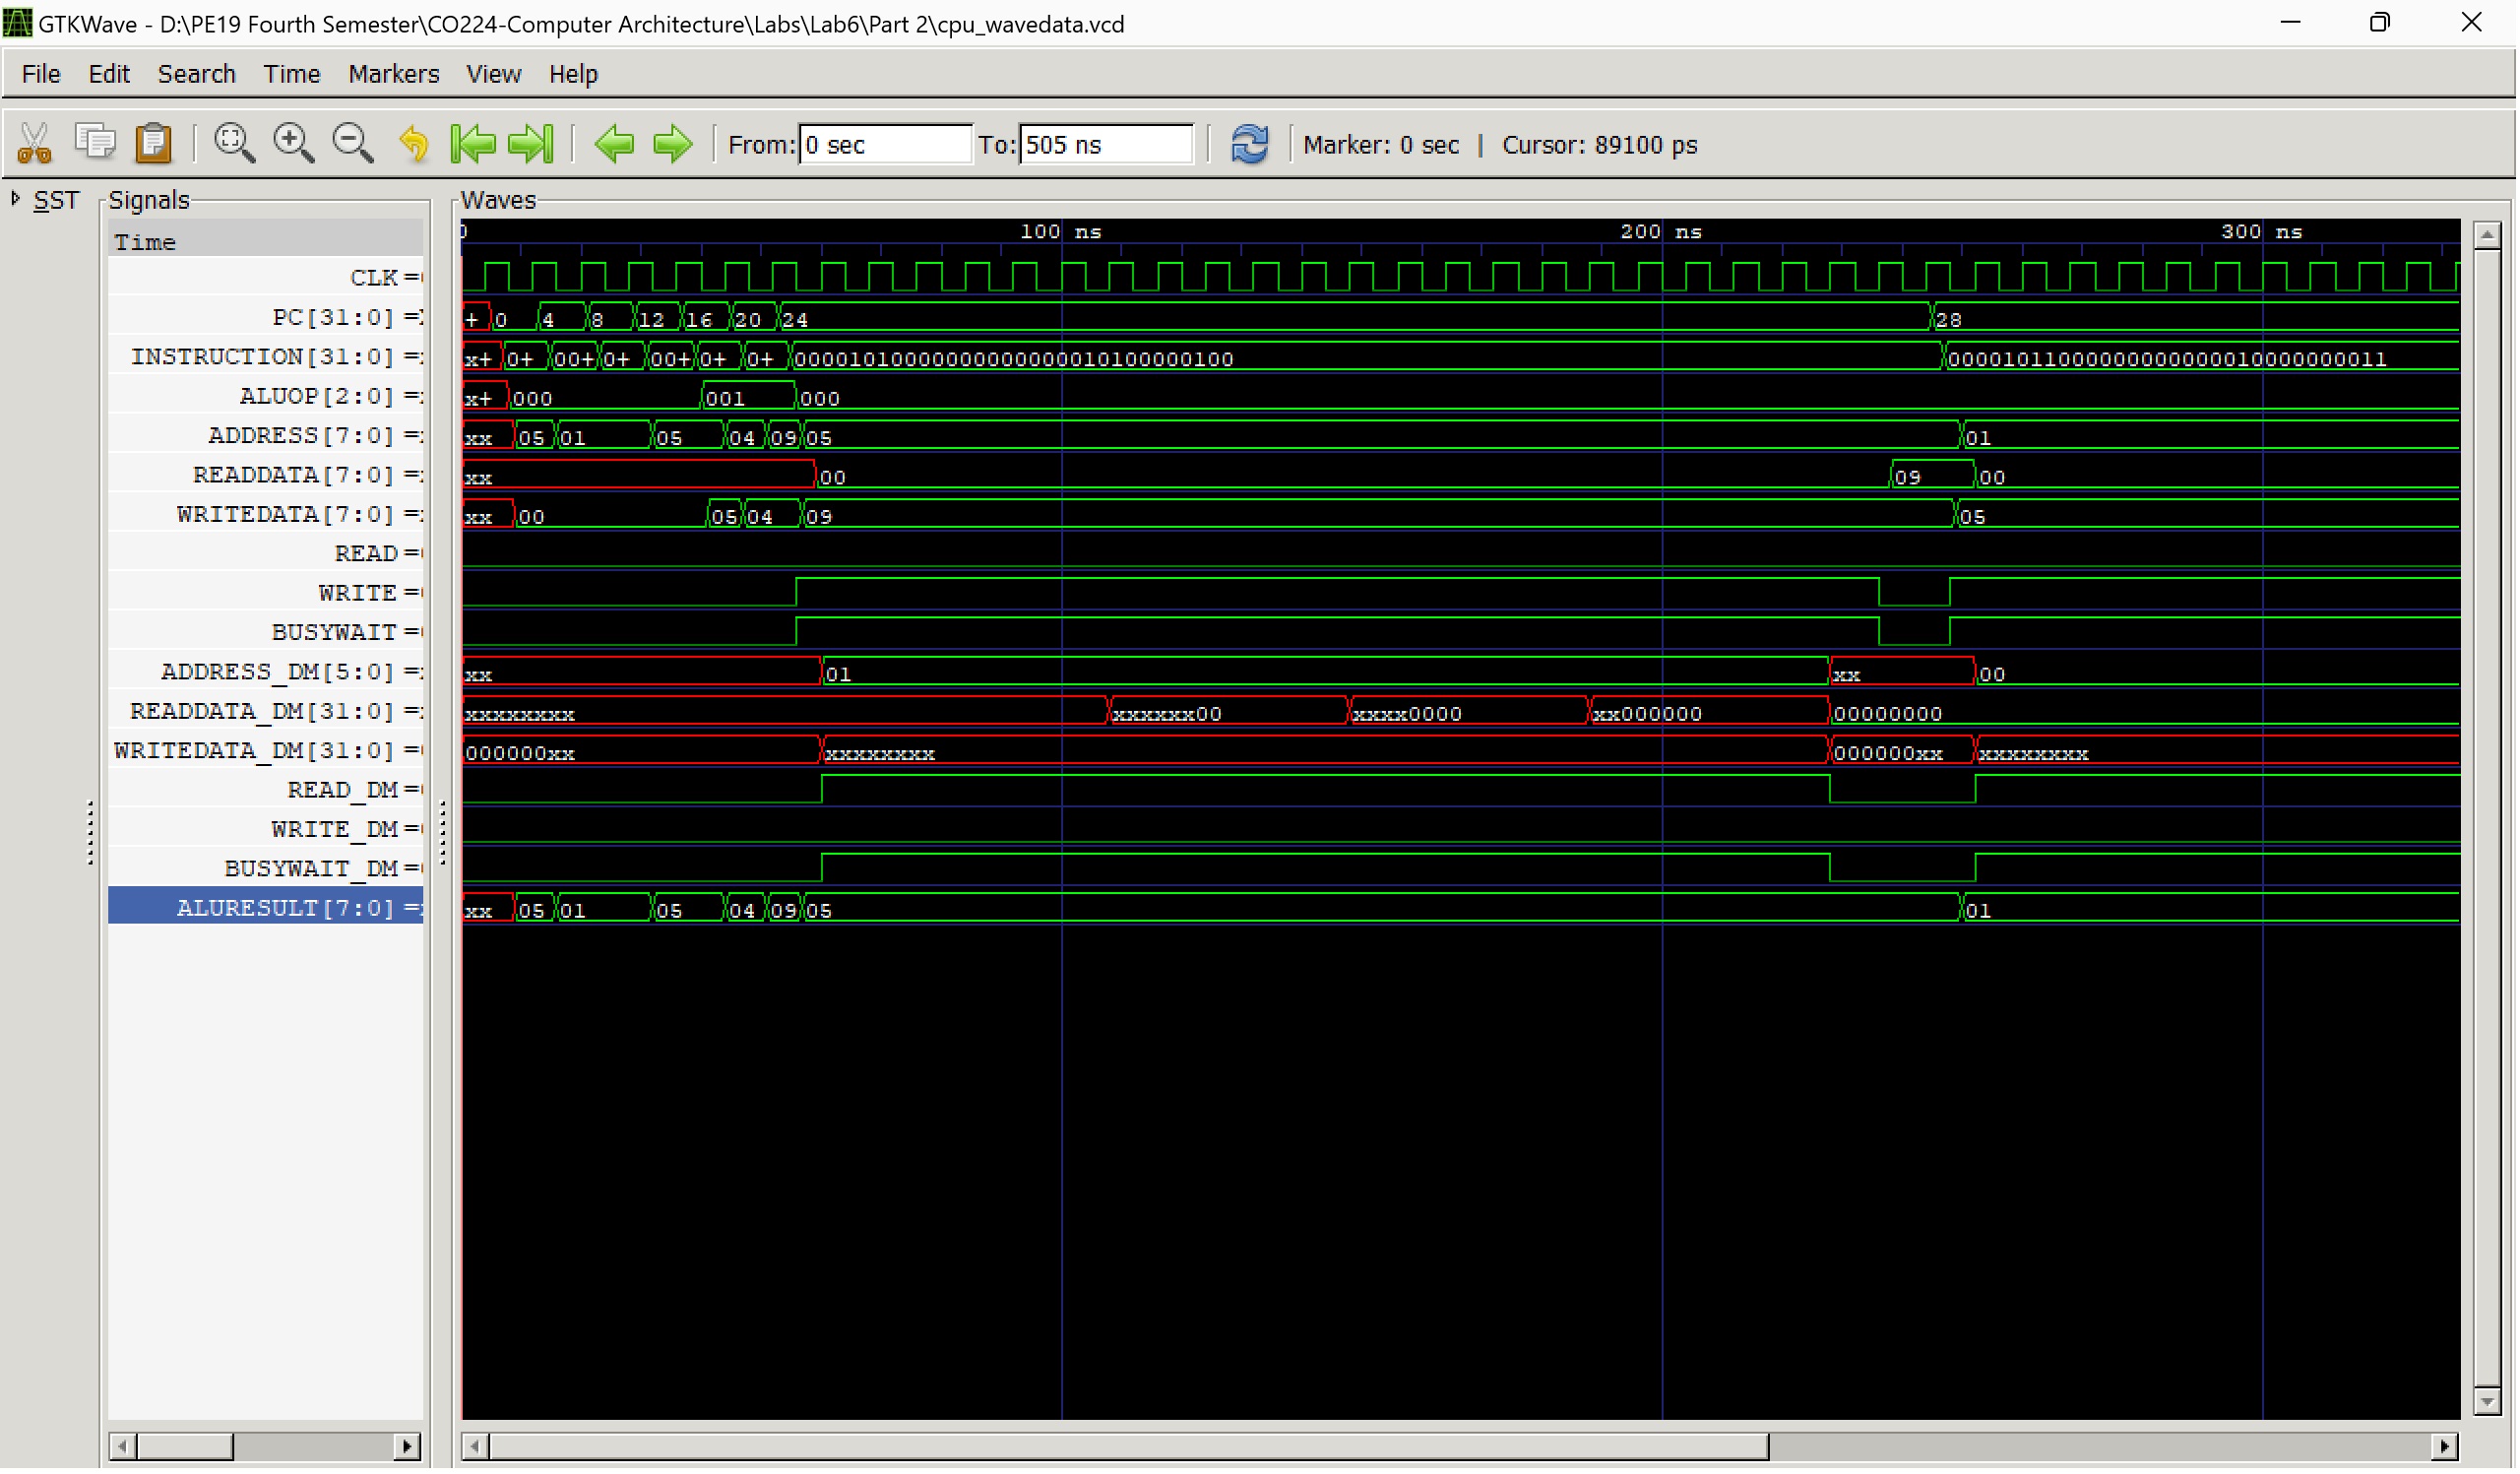 GTKWave - D:\PE19 Fourth Semester\CO224-Computer Architecture\Labs\Lab6\Part 2\cpu_wavedata.vcd
File Edit Search Time Markers View Help
From: 0 sec To: 505 ns Marker: 0 sec | Cursor: 89100 ps
SST Signals Waves
Time 0 100 ns 200 ns 300 ns
CLK =
PC[31:0] = + 0 4 8 12 16 20 24 28
INSTRUCTION[31:0] = x+ 0+ 00+ 0+ 00+ 0+ 0+ 00001010000000000000010100000100 00001011000000000000010000000011
ALUOP[2:0] = x+ 000 001 000
ADDRESS[7:0] = xx 05 01 05 04 09 05 01
READDATA[7:0] = xx 00 09 00
WRITEDATA[7:0] = xx 00 05 04 09 05
READ =
WRITE =
BUSYWAIT =
ADDRESS_DM[5:0] = xx 01 xx 00
READDATA_DM[31:0] = xxxxxxxx xxxxxx00 xxxx0000 xx000000 00000000
WRITEDATA_DM[31:0] = 000000xx xxxxxxxx 000000xx xxxxxxxx
READ_DM =
WRITE_DM =
BUSYWAIT_DM =
ALURESULT[7:0] = xx 05 01 05 04 09 05 01